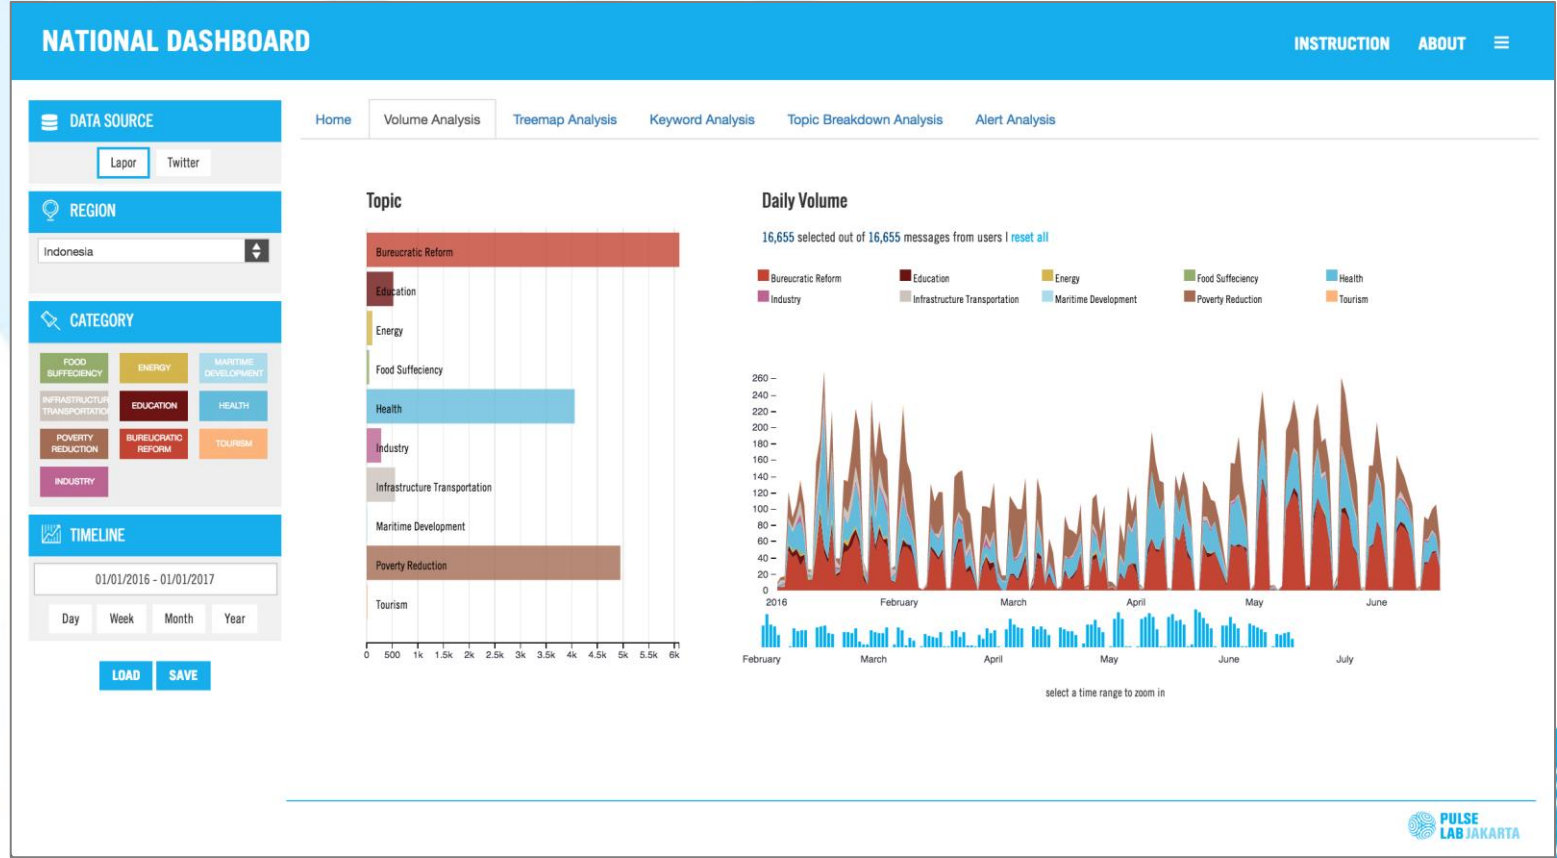 NATIONAL DASHBOARD
INSTRUCTION ABOUT
DATA SOURCE
Lapor Twitter
REGION
Indonesia
CATEGORY
FOOD
SUFFECIENCY
ENERGY
MARITIME
DEVELOPMENT
INFRASTRUCTUR
TRANSPORTATIO
EDUCATION
HEALTH
POVERTY
REDUCTION
BUREUCRATIC
REFORM
TOURISM
INDUSTRY
TIMELINE
01/01/2016 - 01/01/2017
Day Week Month Year
LOAD SAVE
Home Volume Analysis Treemap Analysis Keyword Analysis Topic Breakdown Analysis Alert Analysis
Topic
Bureucratic Reform
Education
Energy
Food Suffeciency
Health
Industry
Infrastructure Transportation
Maritime Development
Poverty Reduction
Tourism
0 500 1k 1.5k 2k 2.5k 3k 3.5k 4k 4.5k 5k 5.5k 6k
Daily Volume
16,655 selected out of 16,655 messages from users | reset all
Bureucratic Reform Education Energy Food Suffeciency Health
Industry Infrastructure Transportation Maritime Development Poverty Reduction Tourism
260
240
220
200
180
160
140
120
100
80
60
40
20
0
2016 February March April May June
February March April May June July
select a time range to zoom in
PULSE
LAB JAKARTA